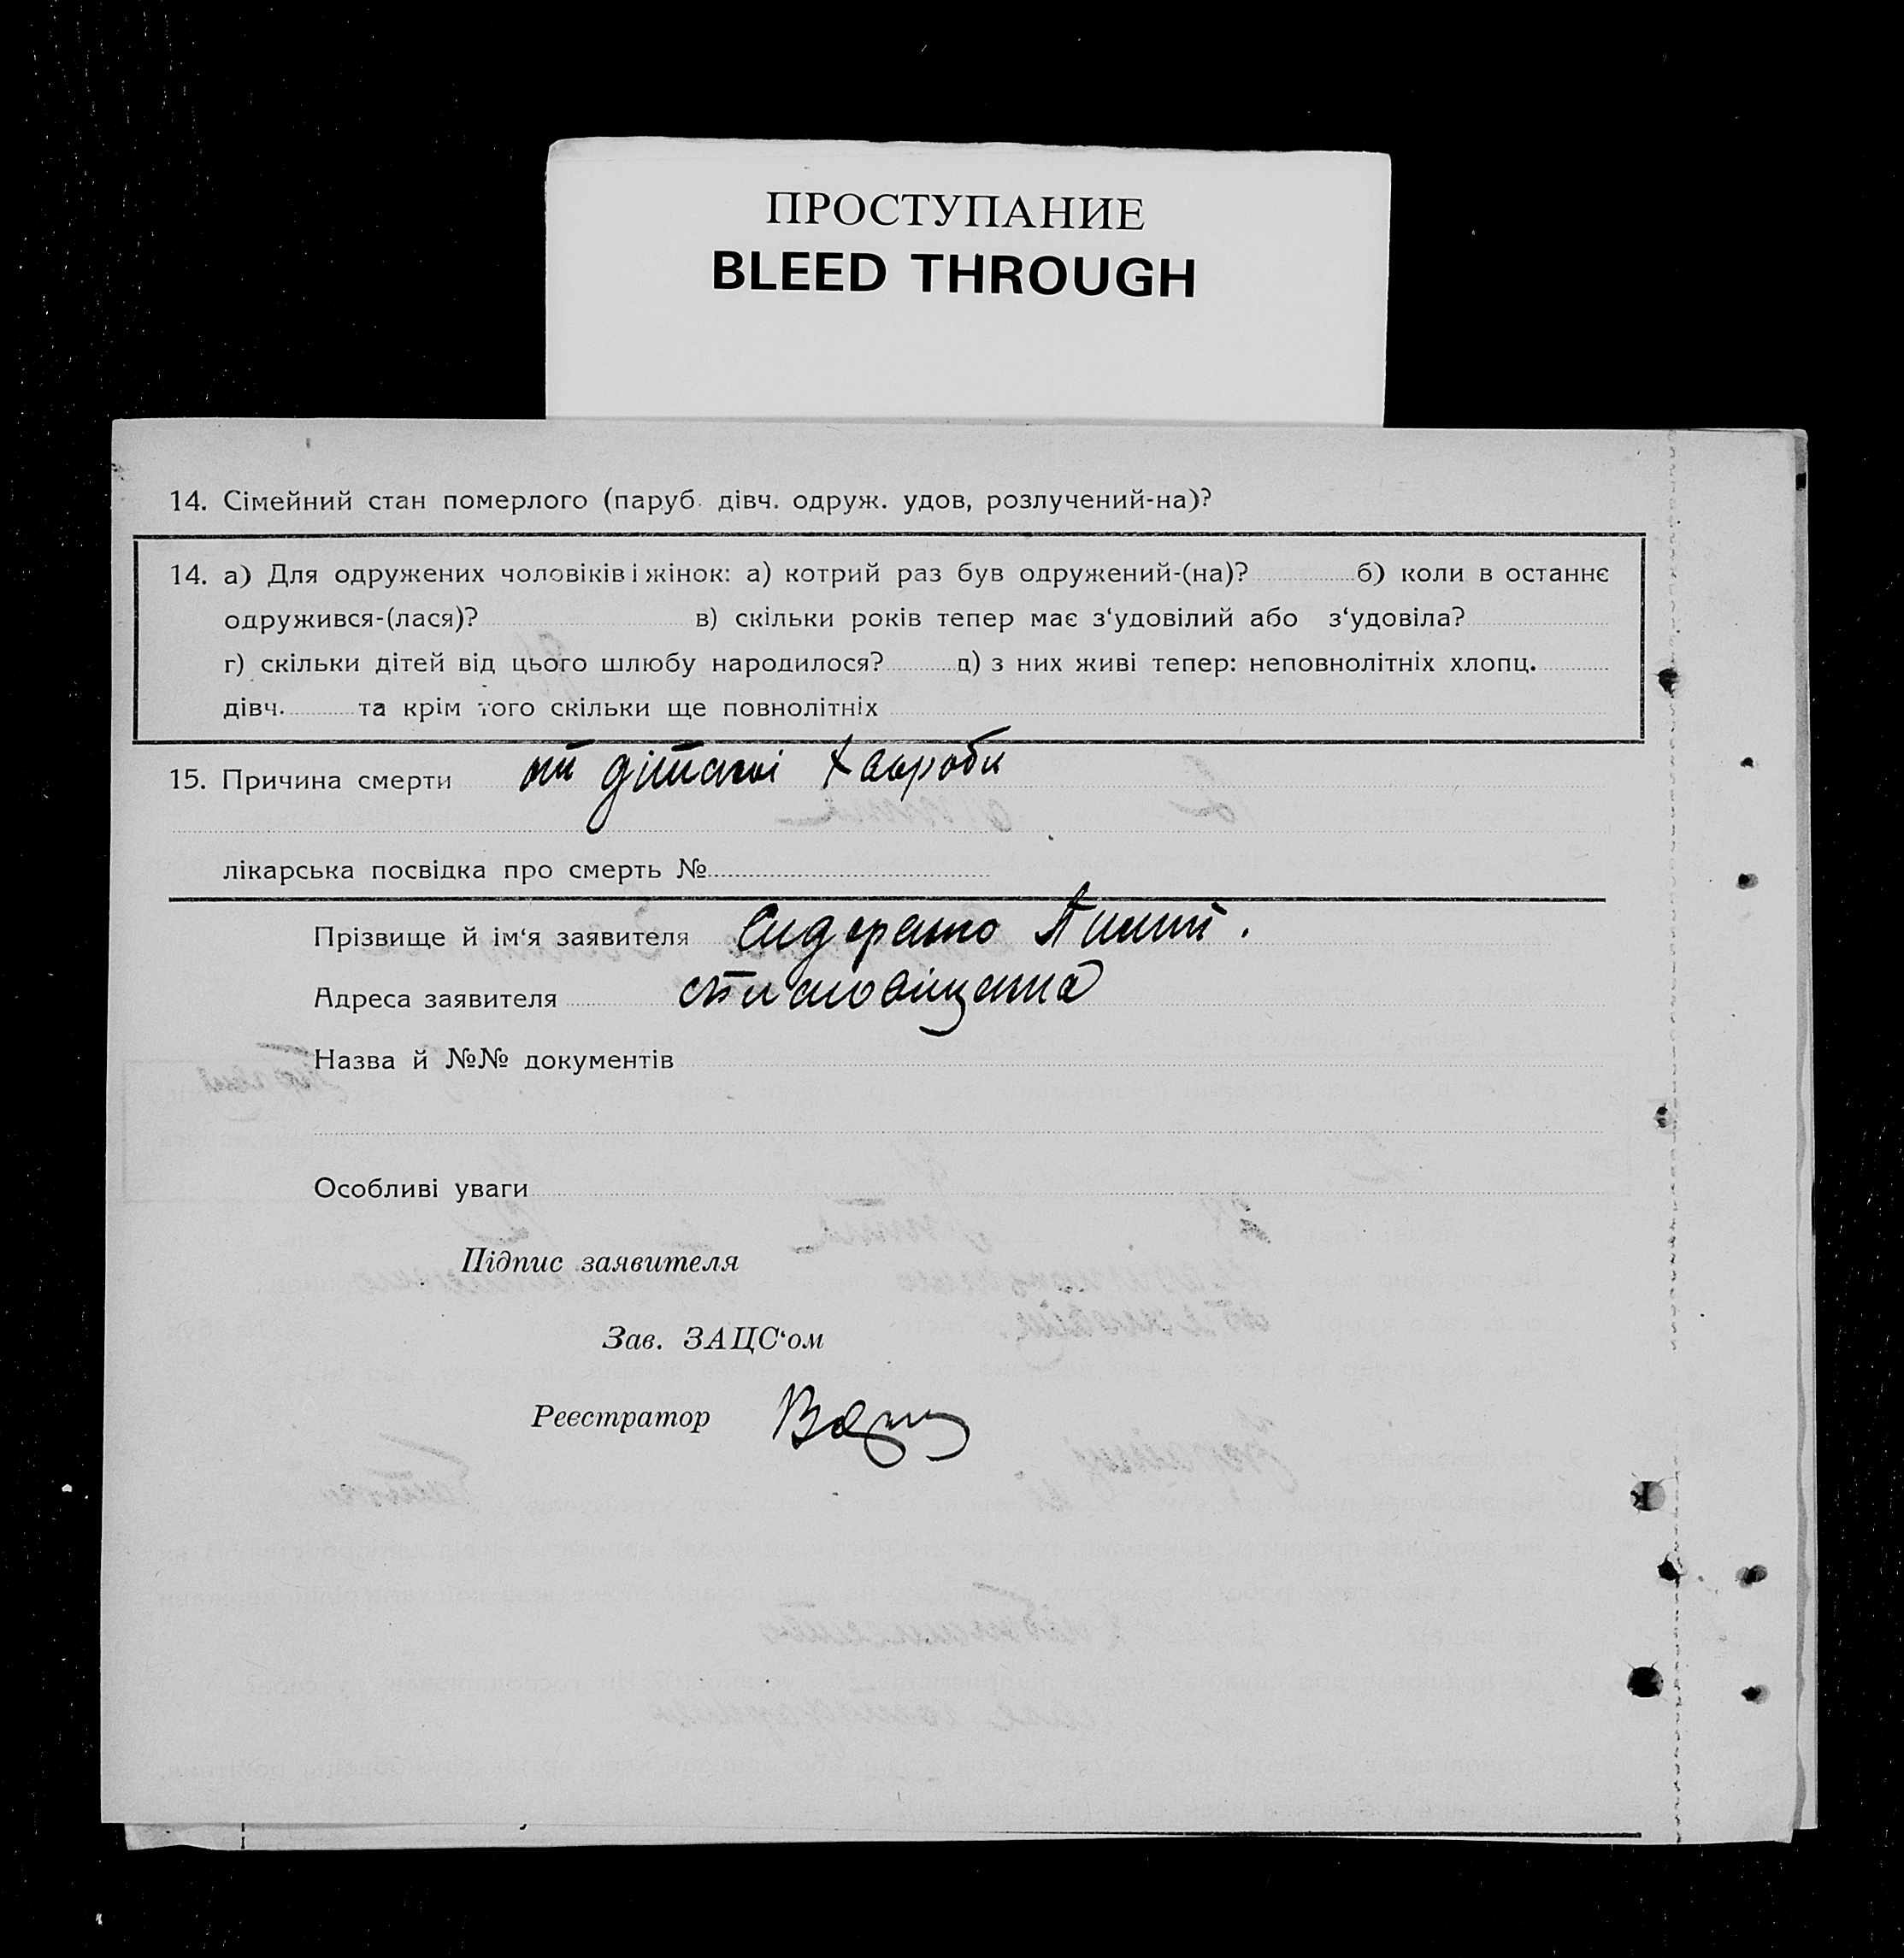 ПРОСТУПАНИЕ
BLEED THROUGH
14. Сімейний стан померлого (паруб. дівч. одруж. удов, розлучений-на)?
14. а) Для одружених чоловіків і жінок: а) котрий раз був одружений-(на)? б) коли в останнє
одружився-(лася)? в) скільки років тепер має з‘удовілий або з‘удовіла?
г) скільки дітей від цього шлюбу народилося? д) з них живі тепер: неповнолітніх хлопц.
дівч. та крім того скільки ще повнолітніх
15. Причина смерти від дітячої хвороби
лікарська посвідка про смерть №
Прізвище й ім‘я заявителя Сидоренко
Адреса заявителя
Назва й №№ документів
Особливі уваги
Підпис заявителя
Зав. ЗАЦС‘ом
Реєстратор